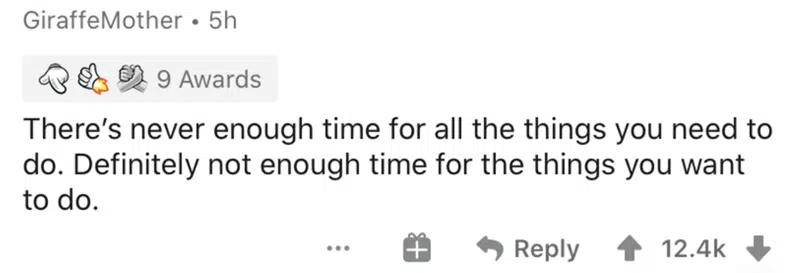 GiraffeMother • 5h
9 Awards
There's never enough time for all the things you need to
do. Definitely not enough time for the things you want
to do.
... Reply 12.4k